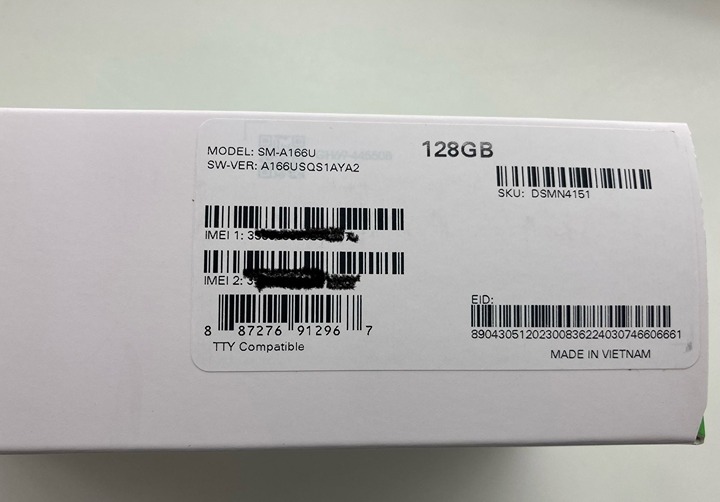 MODEL: SM-A166U
SW-VER: A166USQS1AYA2
128GB
SKU: DSMN4151
IMEI 1:
IMEI 2:
8 87276 91296 7
TTY Compatible
EID:
89043051202300836224030746606661
MADE IN VIETNAM